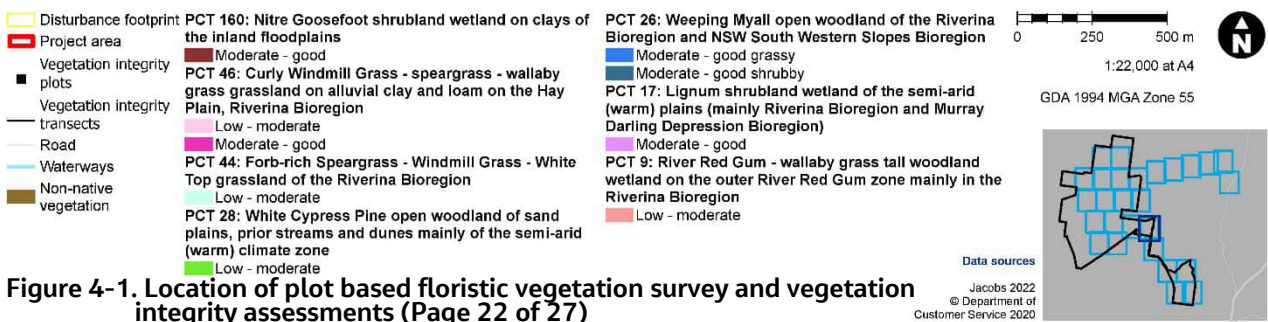 Disturbance footprint
Project area
Vegetation integrity
plots
Vegetation integrity
transects
Road
Waterways
Non-native
vegetation
PCT 160: Nitre Goosefoot shrubland wetland on clays of
the inland floodplains
Moderate - good
PCT 46: Curly Windmill Grass - speargrass - wallaby
grass grassland on alluvial clay and loam on the Hay
Plain, Riverina Bioregion
Low - moderate
Moderate - good
PCT 44: Forb-rich Speargrass - Windmill Grass - White
Top grassland of the Riverina Bioregion
Low - moderate
PCT 28: White Cypress Pine open woodland of sand
plains, prior streams and dunes mainly of the semi-arid
(warm) climate zone
Low - moderate
PCT 26: Weeping Myall open woodland of the Riverina
Bioregion and NSW South Western Slopes Bioregion
Moderate - good grassy
Moderate - good shrubby
PCT 17: Lignum shrubland wetland of the semi-arid
(warm) plains (mainly Riverina Bioregion and Murray
Darling Depression Bioregion)
Moderate - good
PCT 9: River Red Gum - wallaby grass tall woodland
wetland on the outer River Red Gum zone mainly in the
Riverina Bioregion
Low - moderate
0 250 500 m
N
1:22,000 at A4
GDA 1994 MGA Zone 55
Data sources
Jacobs 2022
© Department of
Customer Service 2020
Figure 4-1. Location of plot based floristic vegetation survey and vegetation
integrity assessments (Page 22 of 27)